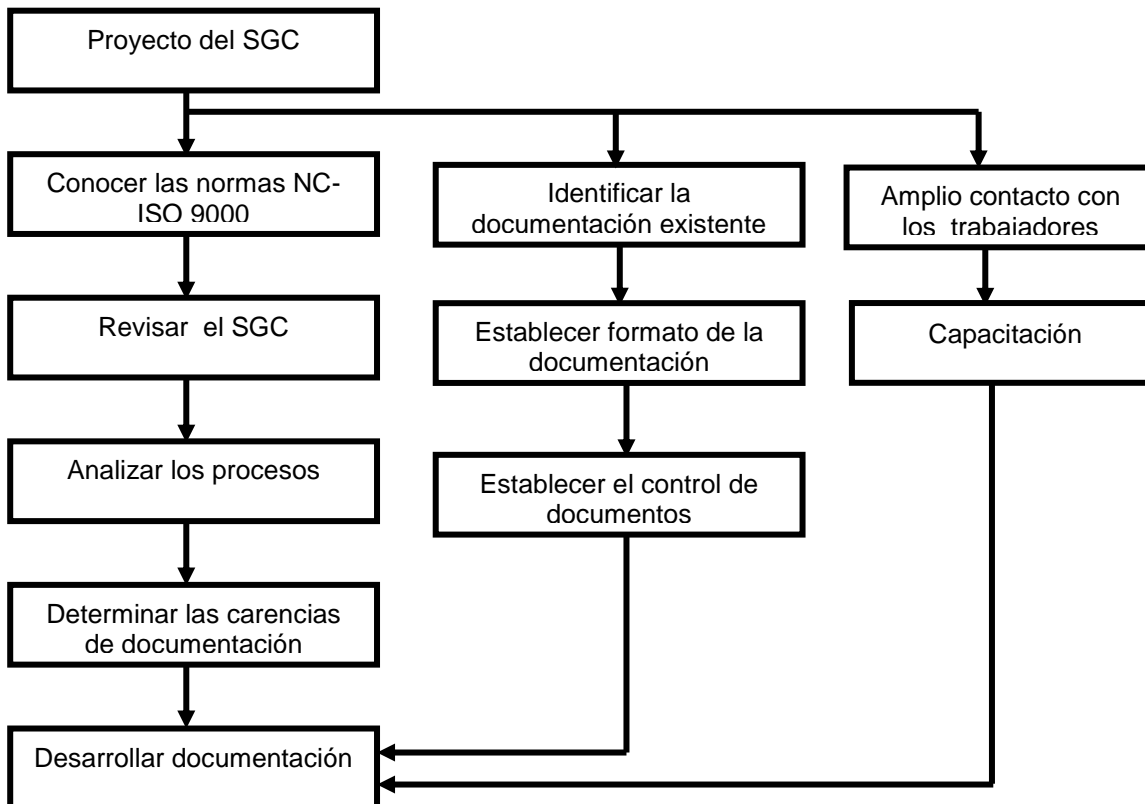 Proyecto del SGC
Conocer las normas NC-
ISO 9000
Identificar la
documentación existente
Amplio contacto con
los trabajadores
Revisar el SGC
Establecer formato de la
documentación
Capacitación
Analizar los procesos
Establecer el control de
documentos
Determinar las carencias
de documentación
Desarrollar documentación